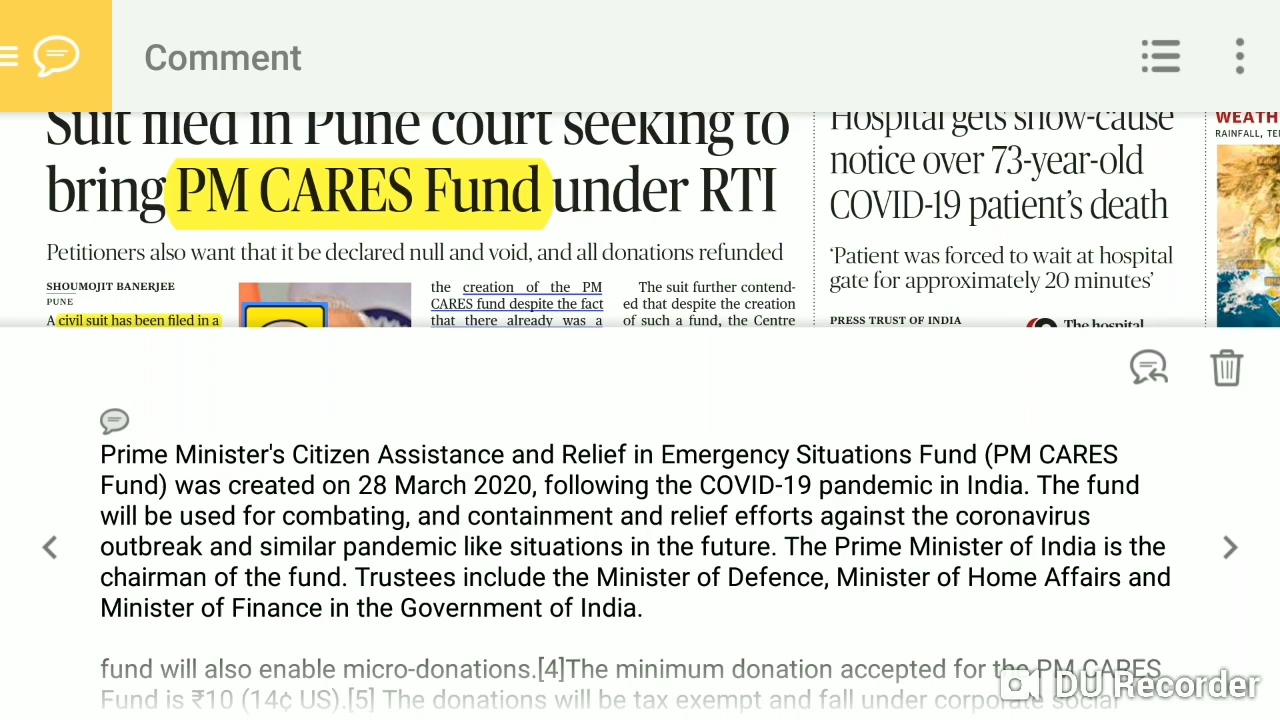 Comment
Suit filed in Pune court seeking to
bring PM CARES Fund under RTI
Petitioners also want that it be declared null and void, and all donations refunded
SHOUMOJIT BANERJEE
PUNE
A civil suit has been filed in a
the creation of the PM
CARES fund despite the fact
that there already was a
The suit further contend-
ed that despite the creation
of such a fund, the Centre
Hospital gets show-cause
notice over 73-year-old
COVID-19 patient's death
'Patient was forced to wait at hospital
gate for approximately 20 minutes'
PRESS TRUST OF INDIA
The hospital
WEATH
RAINFALL, TE
Prime Minister's Citizen Assistance and Relief in Emergency Situations Fund (PM CARES
Fund) was created on 28 March 2020, following the COVID-19 pandemic in India. The fund
will be used for combating, and containment and relief efforts against the coronavirus
outbreak and similar pandemic like situations in the future. The Prime Minister of India is the
chairman of the fund. Trustees include the Minister of Defence, Minister of Home Affairs and
Minister of Finance in the Government of India.
fund will also enable micro-donations.[4]The minimum donation accepted for the PM CARES
Fund is ₹10 (14¢ US).[5] The donations will be tax exempt and fall under corporate social
DU Recorder